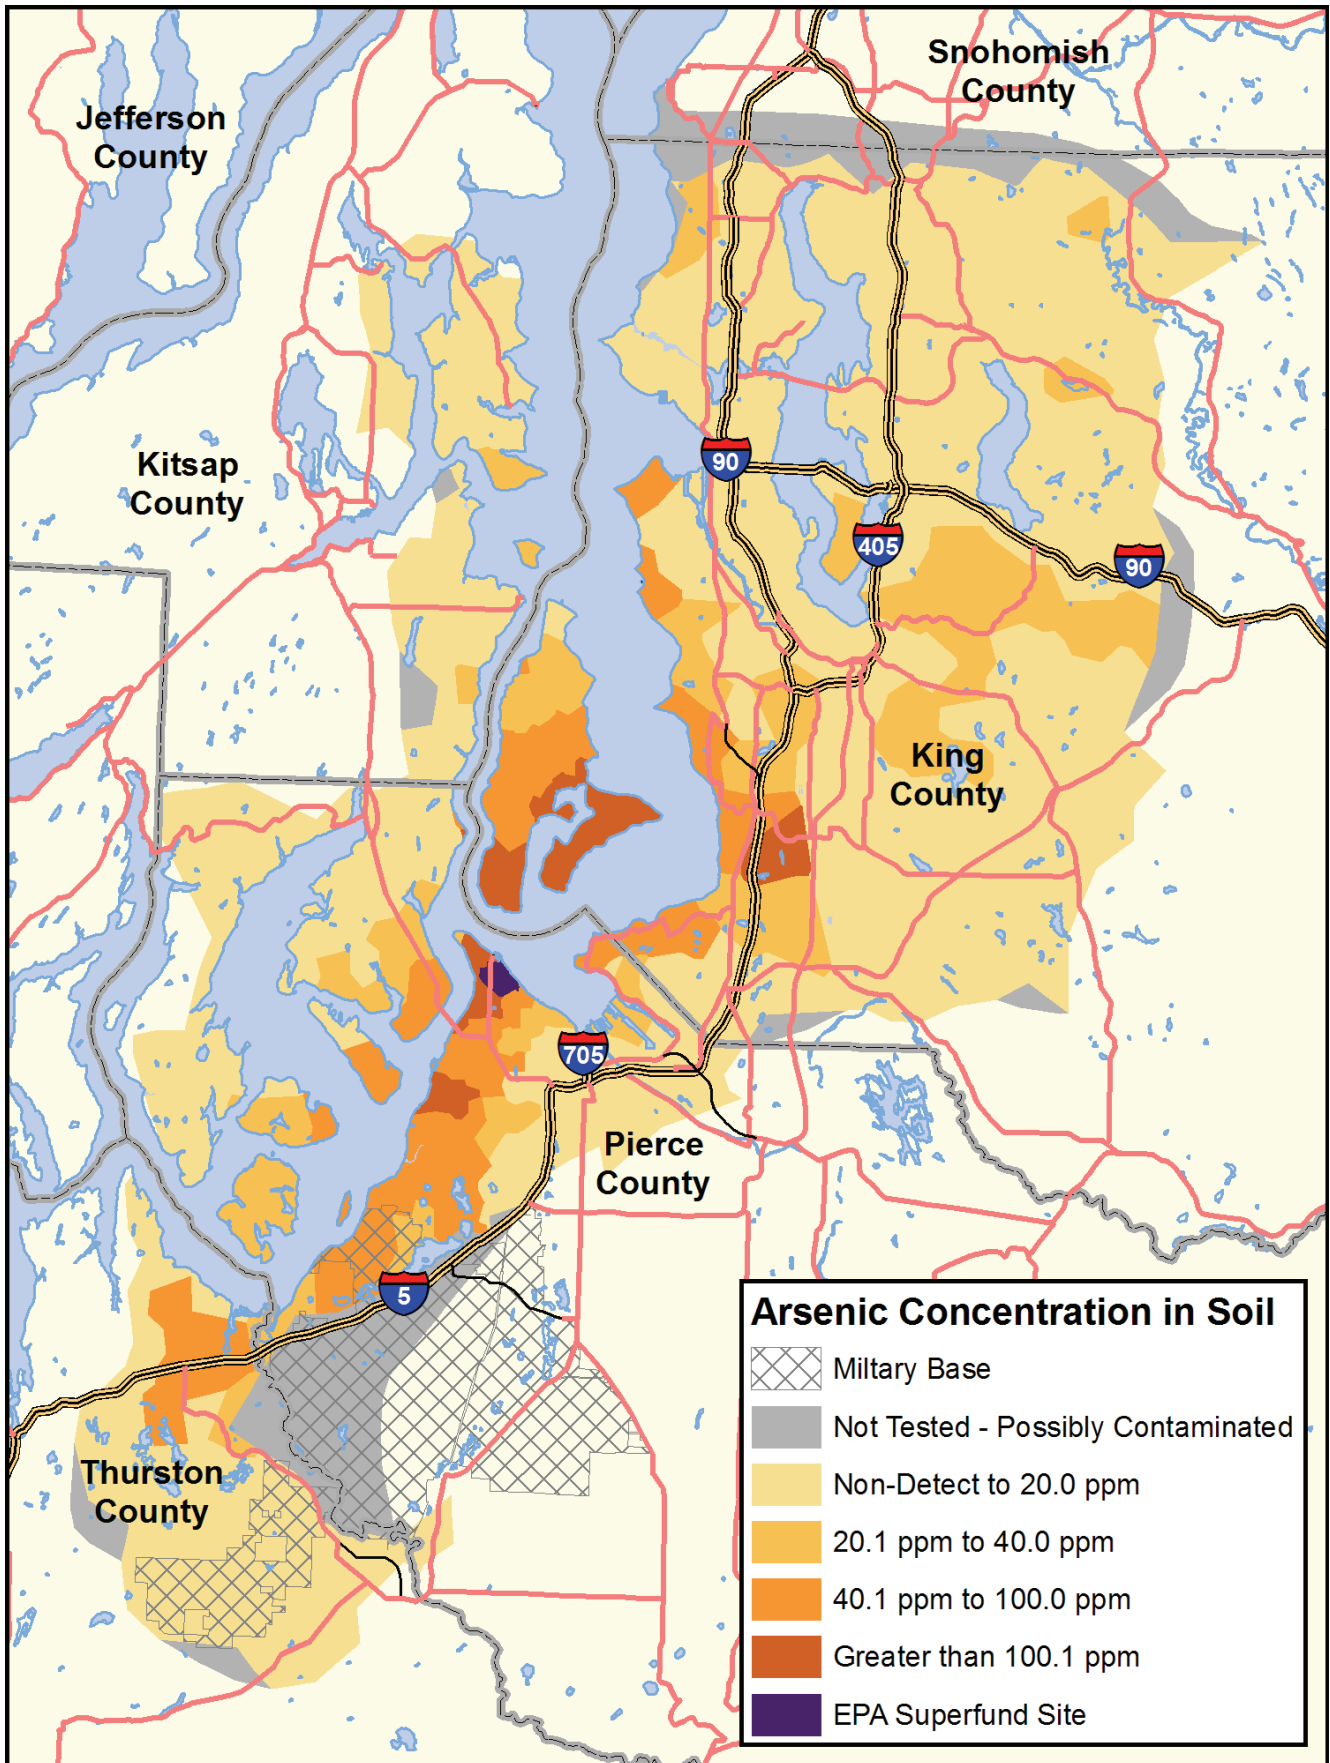 Snohomish
County
Jefferson
County
Kitsap
County
90
405
90
King
County
705
Pierce
County
5
Thurston
County
Arsenic Concentration in Soil
Miltary Base
Not Tested - Possibly Contaminated
Non-Detect to 20.0 ppm
20.1 ppm to 40.0 ppm
40.1 ppm to 100.0 ppm
Greater than 100.1 ppm
EPA Superfund Site